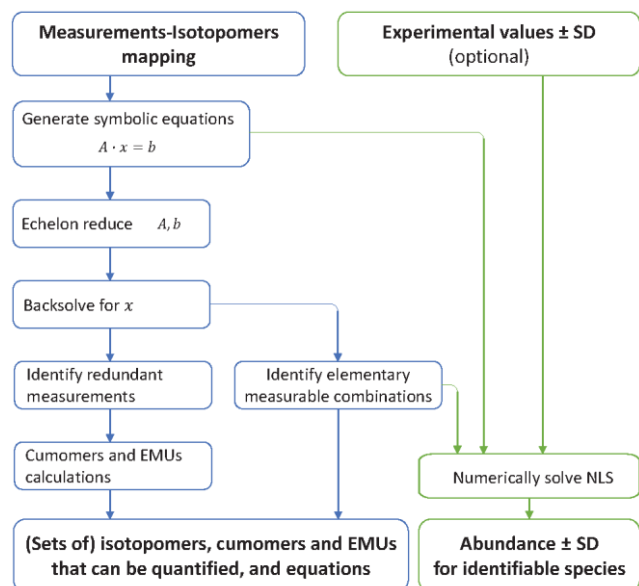 Measurements-Isotopomers
mapping
Experimental values ± SD
(optional)
Generate symbolic equations
A · x = b
Echelon reduce A, b
Backsolve for x
Identify redundant
measurements
Identify elementary
measurable combinations
Cumomers and EMUs
calculations
Numerically solve NLS
(Sets of) isotopomers, cumomers and EMUs
that can be quantified, and equations
Abundance ± SD
for identifiable species